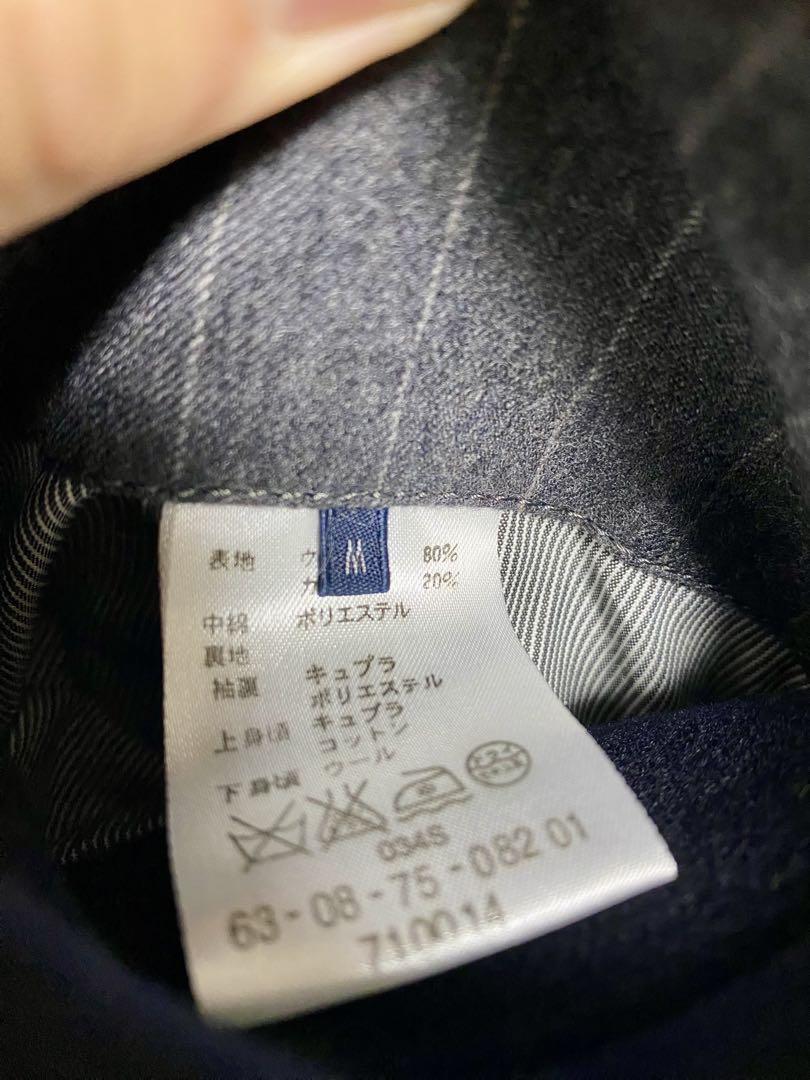 M
表地 ウ 80%
カ 20%
中綿 ポリエステル
裏地
袖裏 キュプラ
ポリエステル
上身頃 キュプラ
コットン
下身頃 ウール
034S
63-08-75-082 01
710014